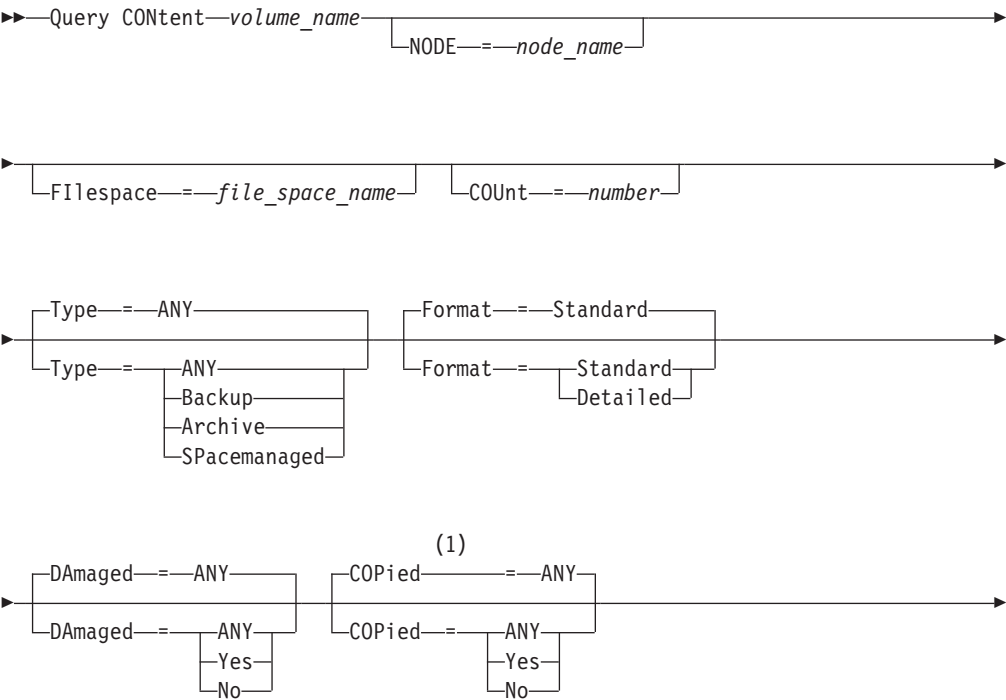 Query CONtent volume_name
NODE = node_name
FIlespace = file_space_name COUnt = number
Type = ANY Format = Standard
Type = ANY Format = Standard
Backup Detailed
Archive
SPacemanaged
(1)
DAmaged = ANY COPied = ANY
DAmaged = ANY COPied = ANY
Yes Yes
No No